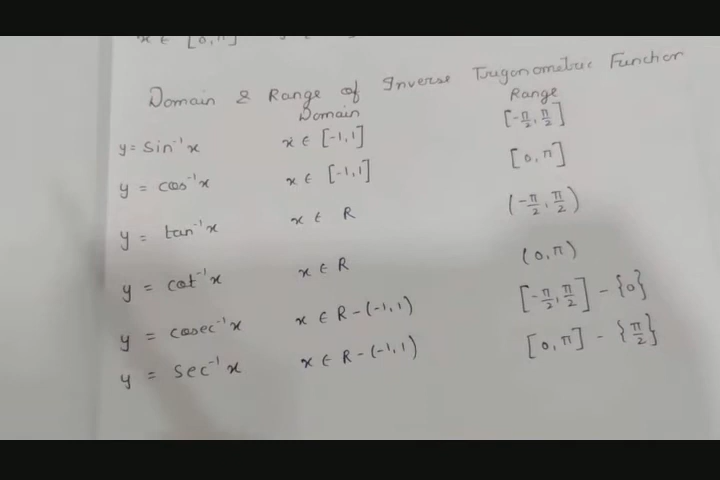 x ∈ [0, π]
Domain & Range of Inverse Trigonometric Function
Domain Range
y = sin⁻¹x x ∈ [-1, 1] [-π/2, π/2]
y = cos⁻¹x x ∈ [-1, 1] [0, π]
y = tan⁻¹x x ∈ R (-π/2, π/2)
y = cot⁻¹x x ∈ R (0, π)
y = cosec⁻¹x x ∈ R - (-1, 1) [-π/2, π/2] - {0}
y = sec⁻¹x x ∈ R - (-1, 1) [0, π] - {π/2}